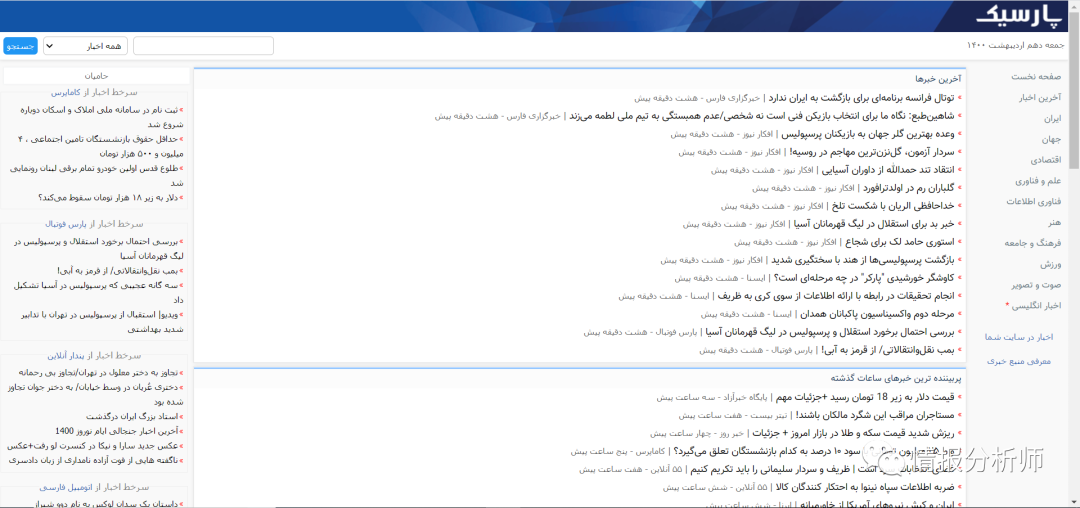 پارسیک
جمعه دهم اردیبهشت ۱۴۰۰
همه اخبار
جستجو
صفحه نخست
آخرین اخبار
ایران
جهان
اقتصادی
علم و فناوری
فناوری اطلاعات
هنر
فرهنگ و جامعه
ورزش
صوت و تصویر
اخبار انگلیسی *
اخبار در سایت شما
معرفی منبع خبری
آخرین خبرها
توتال فرانسه برنامه‌ای برای بازگشت به ایران ندارد | خبرگزاری فارس - هشت دقیقه پیش
شاهین‌طبع: نگاه ما برای انتخاب بازیکن فنی است نه شخصی/عدم همبستگی به تیم ملی لطمه می‌زند | خبرگزاری فارس - هشت دقیقه پیش
وعده بهترین گلر جهان به بازیکنان پرسپولیس | افکار نیوز - هشت دقیقه پیش
سردار آزمون، گل‌نزن‌ترین مهاجم در روسیه! | افکار نیوز - هشت دقیقه پیش
انتقاد تند حمدالله از داوران آسیایی | افکار نیوز - هشت دقیقه پیش
گلباران رم در اولدترافورد | افکار نیوز - هشت دقیقه پیش
خداحافظی الریان با شکست تلخ | افکار نیوز - هشت دقیقه پیش
خبر بد برای استقلال در لیگ قهرمانان آسیا | افکار نیوز - هشت دقیقه پیش
استوری حامد لک برای شجاع | افکار نیوز - هشت دقیقه پیش
بازگشت پرسپولیسی‌ها از هند با سختگیری شدید | افکار نیوز - هشت دقیقه پیش
کاوشگر خورشیدی "پارکر" در چه مرحله‌ای است؟ | ایسنا - هشت دقیقه پیش
انجام تحقیقات در رابطه با ارائه اطلاعات از سوی کری به ظریف | ایسنا - هشت دقیقه پیش
مرحله دوم واکسیناسیون پاکبانان همدان | ایسنا - هشت دقیقه پیش
بررسی احتمال برخورد استقلال و پرسپولیس در لیگ قهرمانان آسیا | پارس فوتبال - هشت دقیقه پیش
بمب نقل‌وانتقالاتی/ از قرمز به آبی! | پارس فوتبال - هشت دقیقه پیش
پربیننده ترین خبرهای ساعات گذشته
قیمت دلار به زیر 18 تومان رسید +جزئیات مهم | پایگاه خبرآزاد - سه ساعت پیش
مستاجران مراقب این شگرد مالکان باشند! | تیتر بیست - هفت ساعت پیش
ریزش شدید قیمت سکه و طلا در بازار امروز + جزئیات | خبر روز - چهار ساعت پیش
سود ۱۰ درصد به کدام بازنشستگان تعلق می‌گیرد؟ | کامایرس - پنج ساعت پیش
است | ظریف و سردار سلیمانی را باید تکریم کنیم | ۵۵ آنلاین - هفت ساعت پیش
ضربه اطلاعات سپاه نینوا به احتکار کنندگان کالا | ۵۵ آنلاین - شش ساعت پیش
ایران و کیش نیروهای آمریکا از خاورمیانه | ایسنا - شش ساعت پیش
حامیان
سرخط اخبار از کامایرس
ثبت نام در سامانه ملی املاک و اسکان دوباره
شروع شد
حداقل حقوق بازنشستگان تامین اجتماعی ، ۴
میلیون و ۵۰۰ هزار تومان
طلوع قدس اولین خودرو تمام برقی لبنان رونمایی
شد
دلار به زیر ۱۸ هزار تومان سقوط می‌کند؟
سرخط اخبار از پارس فوتبال
بررسی احتمال برخورد استقلال و پرسپولیس در
لیگ قهرمانان آسیا
بمب نقل‌وانتقالاتی/ از قرمز به آبی!
سه گانه عجیبی که پرسپولیس در آسیا تشکیل
داد
ویدیو| استقبال از پرسپولیس در تهران با تدابیر
شدید بهداشتی
سرخط اخبار از پندار آنلاین
تجاوز به دختر معلول در تهران/تجاوز بی رحمانه
دختری عُریان در وسط خیابان/ به دختر جوان تجاوز
شده بود
استاد بزرگ ایران درگذشت
آخرین اخبار جنجالی ایام نوروز 1400
عکس جدید سارا و نیکا در کنسرت لو رفت+عکس
ناگفته هایی از فوت آزاده نامداری از زبان دادسری
سرخط اخبار از اتومبیل فارسی
داستان یک سدان لوکس به نام دوو شیراز
情报分析师